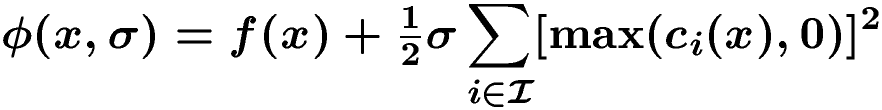 ϕ(x, σ) = f(x) + ½σ ∑_{i∈ℐ} [max(c_i(x), 0)]²